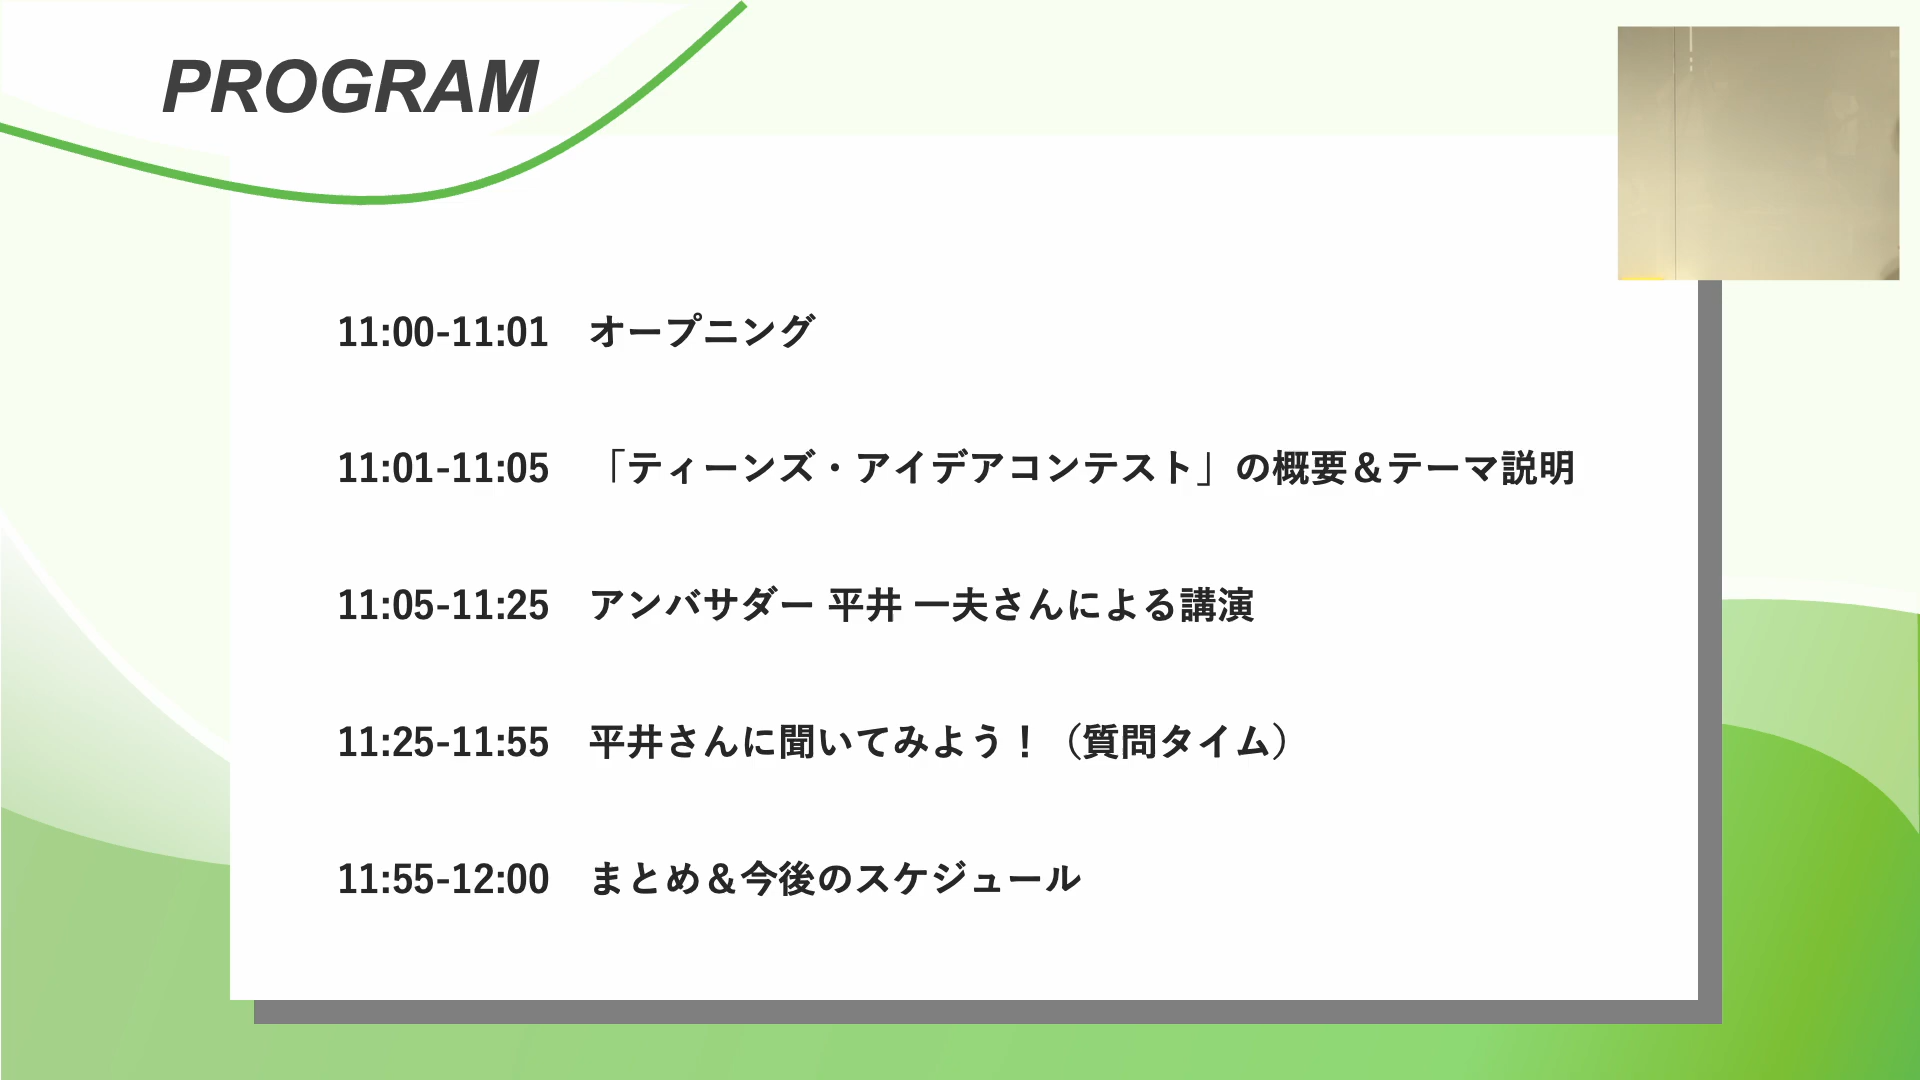 PROGRAM
11:00-11:01　オープニング
11:01-11:05　「ティーンズ・アイデアコンテスト」の概要＆テーマ説明
11:05-11:25　アンバサダー 平井 一夫さんによる講演
11:25-11:55　平井さんに聞いてみよう！（質問タイム）
11:55-12:00　まとめ＆今後のスケジュール